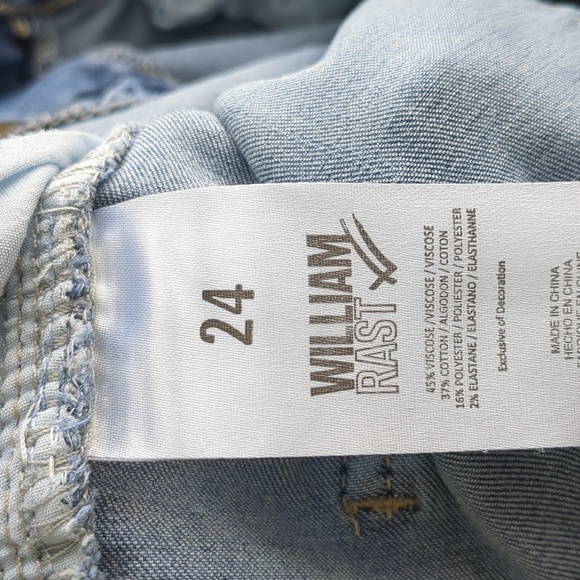 24
WILLIAM
RAST
45% VISCOSE / VISCOSE / VISCOSE
37% COTTON / ALGODON / COTON
16% POLYESTER / POLIESTER / POLYESTER
2% ELASTANE / ELASTANO / ELASTHANNE
Exclusive of Decoration
MADE IN CHINA
HECHO EN CHINA